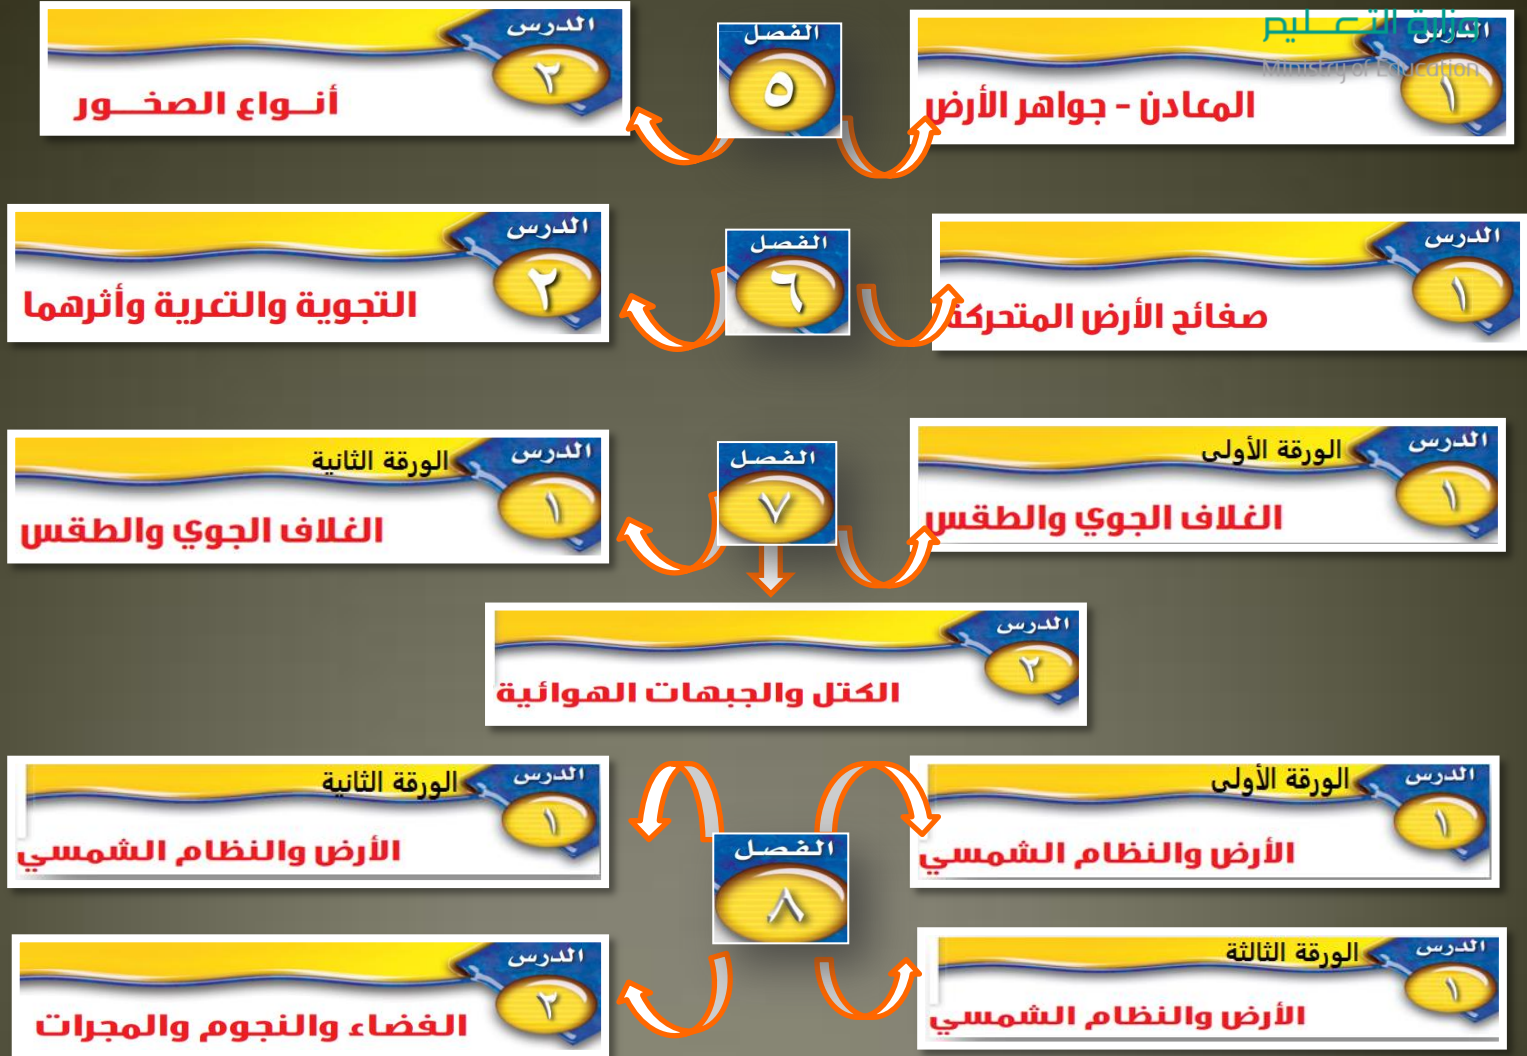 وزارة التعليم
Ministry of Education
الدرس
١
المعادن - جواهر الأرض
الفصل
٥
الدرس
٢
أنــواع الصخــور
الدرس
١
صفائح الأرض المتحركة
الفصل
٦
الدرس
٢
التجوية والتعرية وأثرهما
الدرس
١
الورقة الأولى
الغلاف الجوي والطقس
الفصل
٧
الدرس
١
الورقة الثانية
الغلاف الجوي والطقس
الدرس
٢
الكتل والجبهات الهوائية
الدرس
١
الورقة الأولى
الأرض والنظام الشمسي
الفصل
٨
الدرس
١
الورقة الثانية
الأرض والنظام الشمسي
الدرس
١
الورقة الثالثة
الأرض والنظام الشمسي
الدرس
٢
الفضاء والنجوم والمجرات